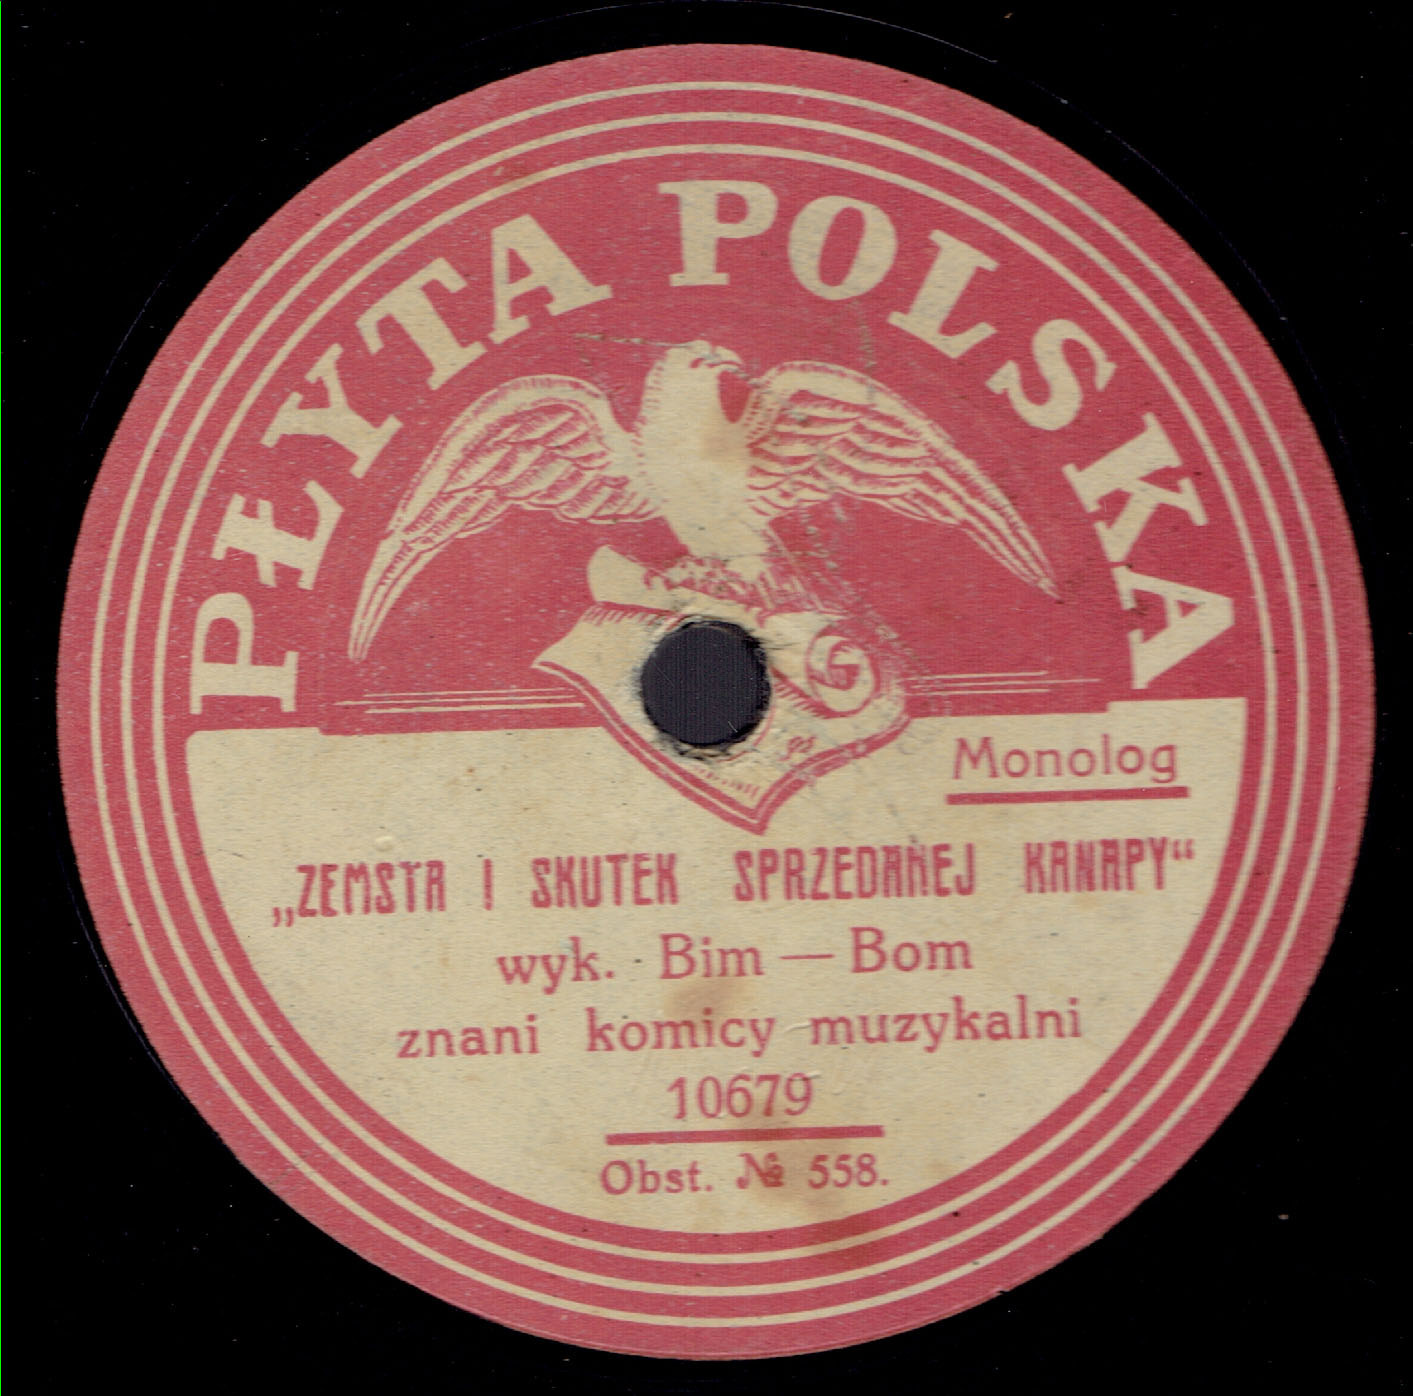 PŁYTA POLSKA
Monolog
„ZEMSTA I SKUTEK SPRZEDANEJ KANAPY“
wyk. Bim — Bom
znani komicy muzykalni
10679
Obst. № 558.